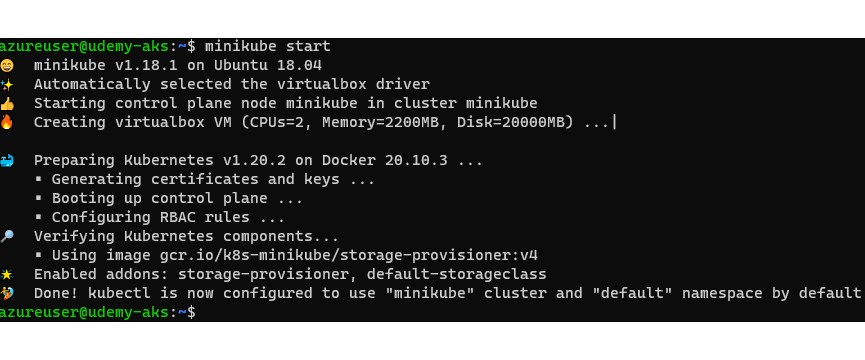 azureuser@udemy-aks:~$ minikube start
😄 minikube v1.18.1 on Ubuntu 18.04
✨ Automatically selected the virtualbox driver
👍 Starting control plane node minikube in cluster minikube
🔥 Creating virtualbox VM (CPUs=2, Memory=2200MB, Disk=20000MB) ...|
🐳 Preparing Kubernetes v1.20.2 on Docker 20.10.3 ...
▪ Generating certificates and keys ...
▪ Booting up control plane ...
▪ Configuring RBAC rules ...
🔎 Verifying Kubernetes components...
▪ Using image gcr.io/k8s-minikube/storage-provisioner:v4
🌟 Enabled addons: storage-provisioner, default-storageclass
🏄 Done! kubectl is now configured to use "minikube" cluster and "default" namespace by default
azureuser@udemy-aks:~$